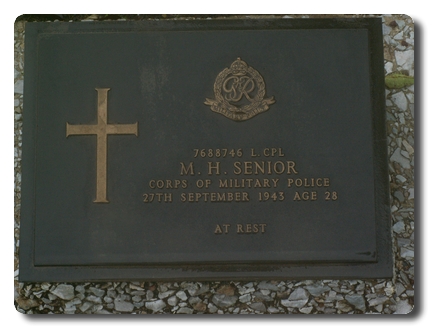 7688746 L. CPL
M. H. SENIOR
CORPS OF MILITARY POLICE
27TH SEPTEMBER 1943 AGE 28
AT REST